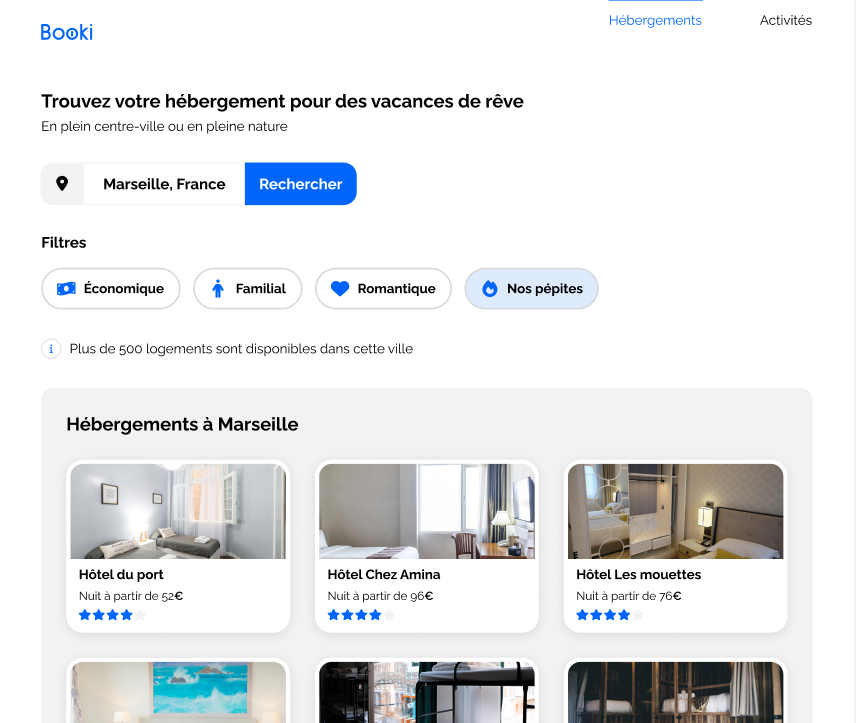 Booki
Hébergements
Activités
Trouvez votre hébergement pour des vacances de rêve
En plein centre-ville ou en pleine nature
Marseille, France
Rechercher
Filtres
Économique
Familial
Romantique
Nos pépites
i Plus de 500 logements sont disponibles dans cette ville
Hébergements à Marseille
Hôtel du port
Nuit à partir de 52€
Hôtel Chez Amina
Nuit à partir de 96€
Hôtel Les mouettes
Nuit à partir de 76€